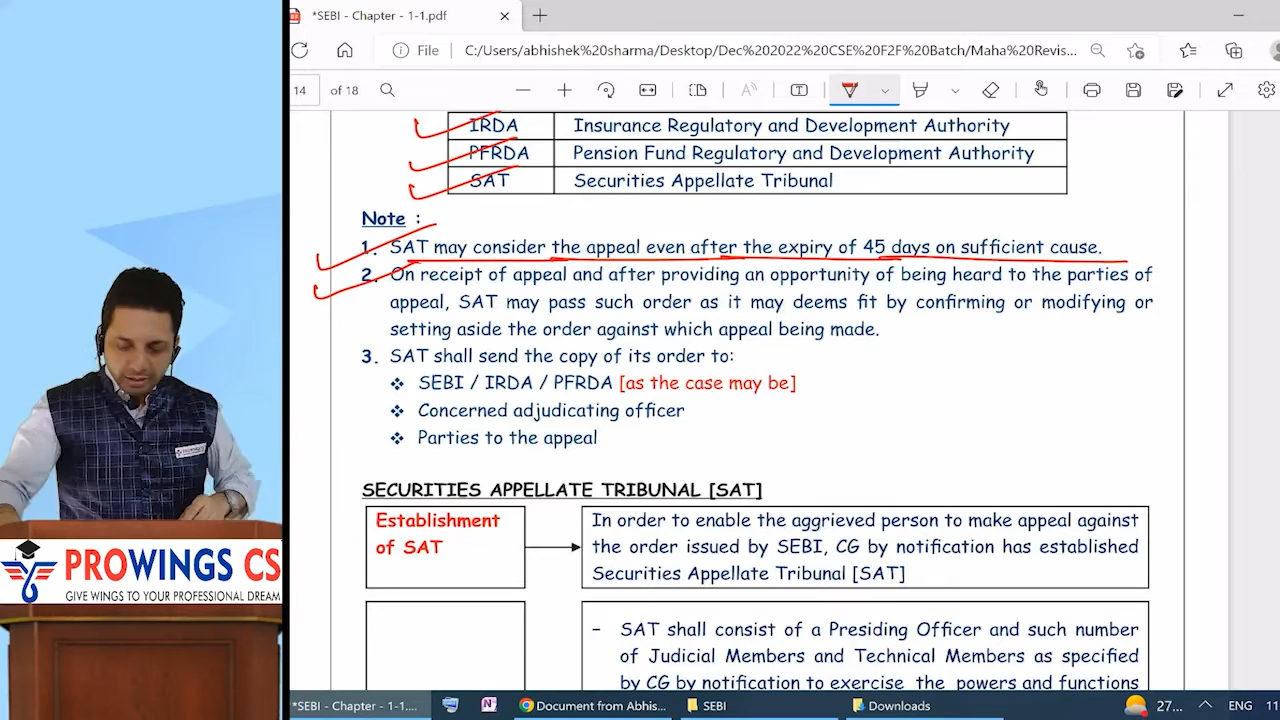 *SEBI - Chapter - 1-1.pdf
File
C:/Users/abhishek%20sharma/Desktop/Dec%202022%20CSE%20F2F%20Batch/Maha%20Revis...
14 of 18
IRDA Insurance Regulatory and Development Authority
PFRDA Pension Fund Regulatory and Development Authority
SAT Securities Appellate Tribunal
Note :
1. SAT may consider the appeal even after the expiry of 45 days on sufficient cause.
2. On receipt of appeal and after providing an opportunity of being heard to the parties of
appeal, SAT may pass such order as it may deems fit by confirming or modifying or
setting aside the order against which appeal being made.
3. SAT shall send the copy of its order to:
❖ SEBI / IRDA / PFRDA [as the case may be]
❖ Concerned adjudicating officer
❖ Parties to the appeal
SECURITIES APPELLATE TRIBUNAL [SAT]
Establishment
of SAT
In order to enable the aggrieved person to make appeal against
the order issued by SEBI, CG by notification has established
Securities Appellate Tribunal [SAT]
- SAT shall consist of a Presiding Officer and such number
of Judicial Members and Technical Members as specified
by CG by notification to exercise the powers and functions
PROWINGS CS
GIVE WINGS TO YOUR PROFESSIONAL DREAM
*SEBI - Chapter - 1-1....
Document from Abhis...
SEBI
Downloads
27...
ENG
11